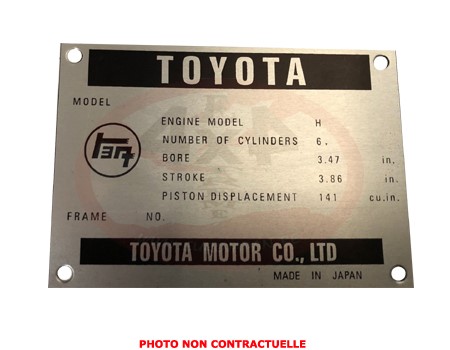 TOYOTA
MODEL
ENGINE MODEL H
NUMBER OF CYLINDERS 6.
BORE 3.47 in.
STROKE 3.86 in.
PISTON DISPLACEMENT 141 cu.in.
FRAME NO.
TOYOTA MOTOR CO., LTD
MADE IN JAPAN
PHOTO NON CONTRACTUELLE